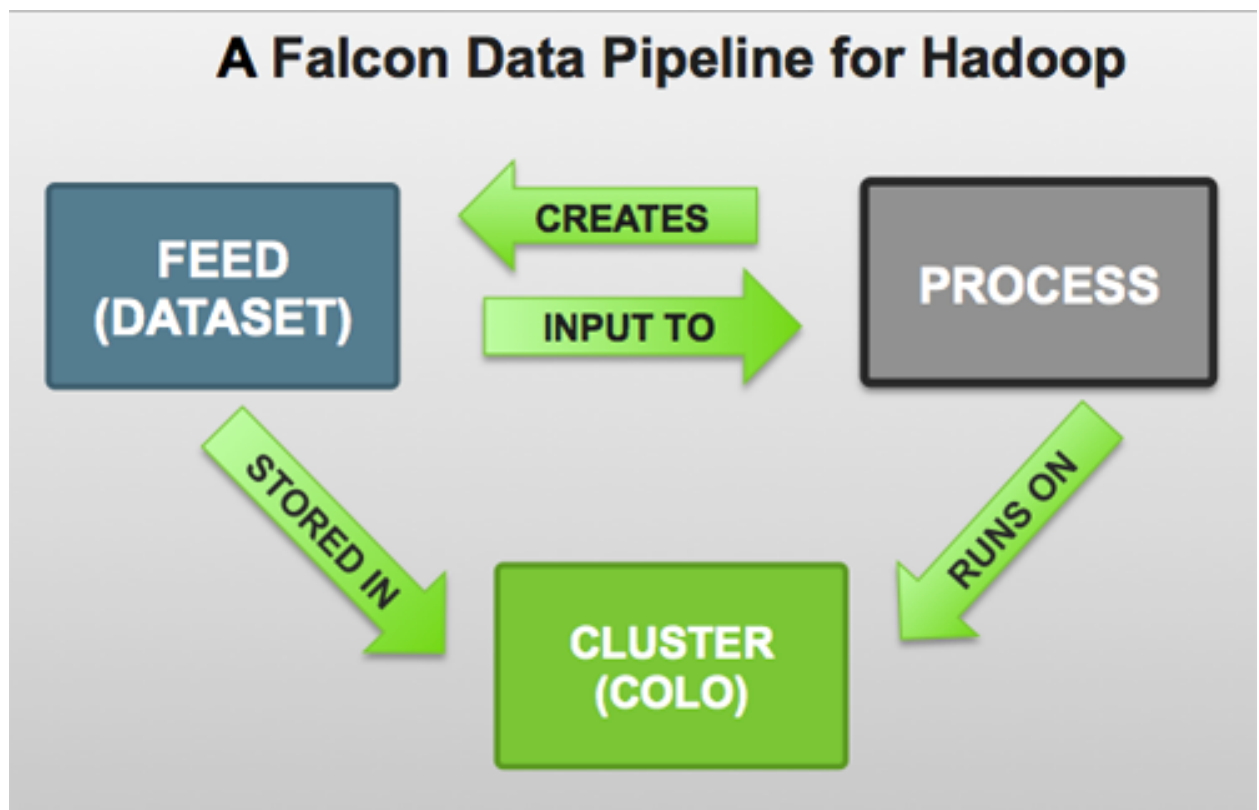 A Falcon Data Pipeline for Hadoop
FEED
(DATASET)
CREATES
INPUT TO
PROCESS
STORED IN
RUNS ON
CLUSTER
(COLO)